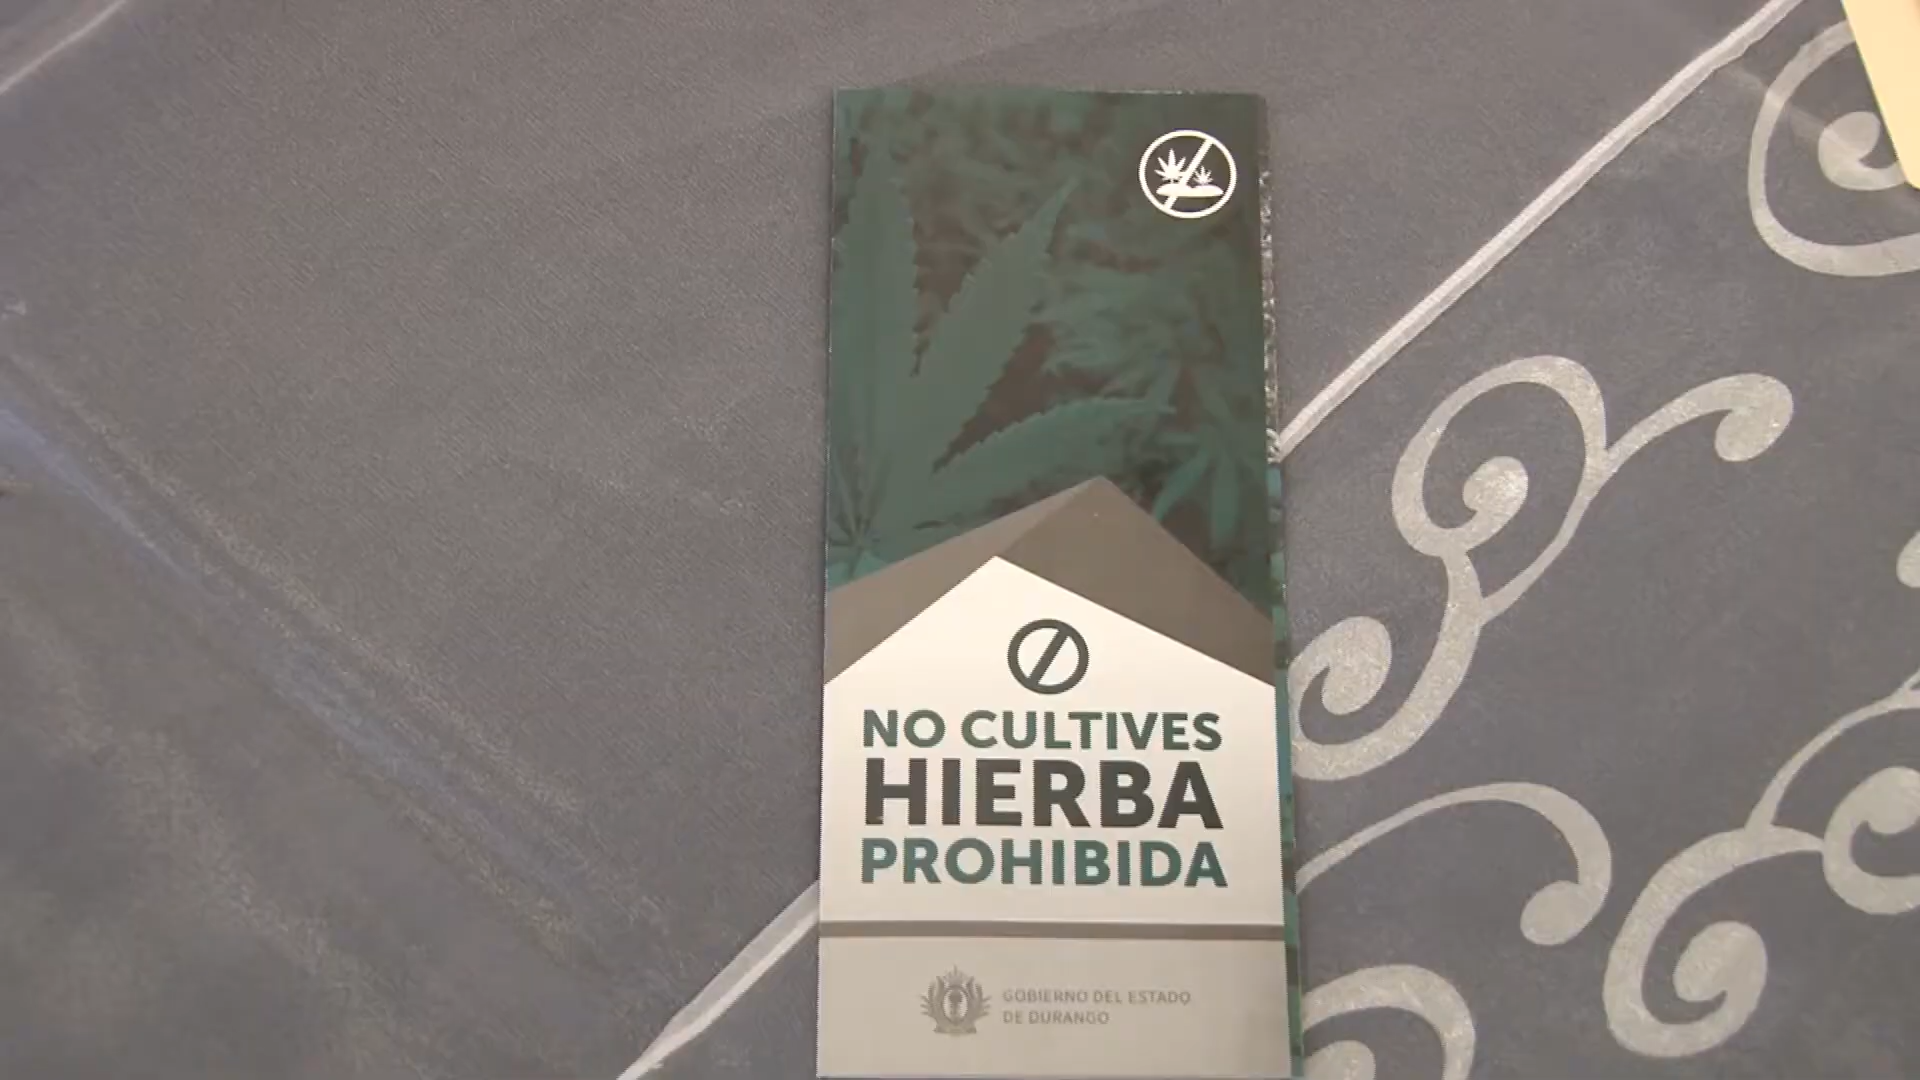 NO CULTIVES
HIERBA
PROHIBIDA
GOBIERNO DEL ESTADO
DE DURANGO